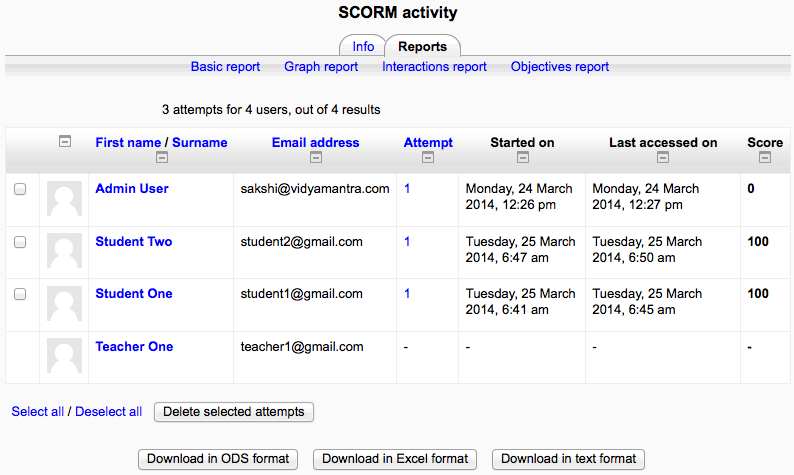 SCORM activity
Info Reports
Basic report Graph report Interactions report Objectives report
3 attempts for 4 users, out of 4 results
First name / Surname Email address Attempt Started on Last accessed on Score
Admin User sakshi@vidyamantra.com 1 Monday, 24 March Monday, 24 March 0
2014, 12:26 pm 2014, 12:27 pm
Student Two student2@gmail.com 1 Tuesday, 25 March Tuesday, 25 March 100
2014, 6:47 am 2014, 6:50 am
Student One student1@gmail.com 1 Tuesday, 25 March Tuesday, 25 March 100
2014, 6:41 am 2014, 6:45 am
Teacher One teacher1@gmail.com - - - -
Select all / Deselect all Delete selected attempts
Download in ODS format Download in Excel format Download in text format